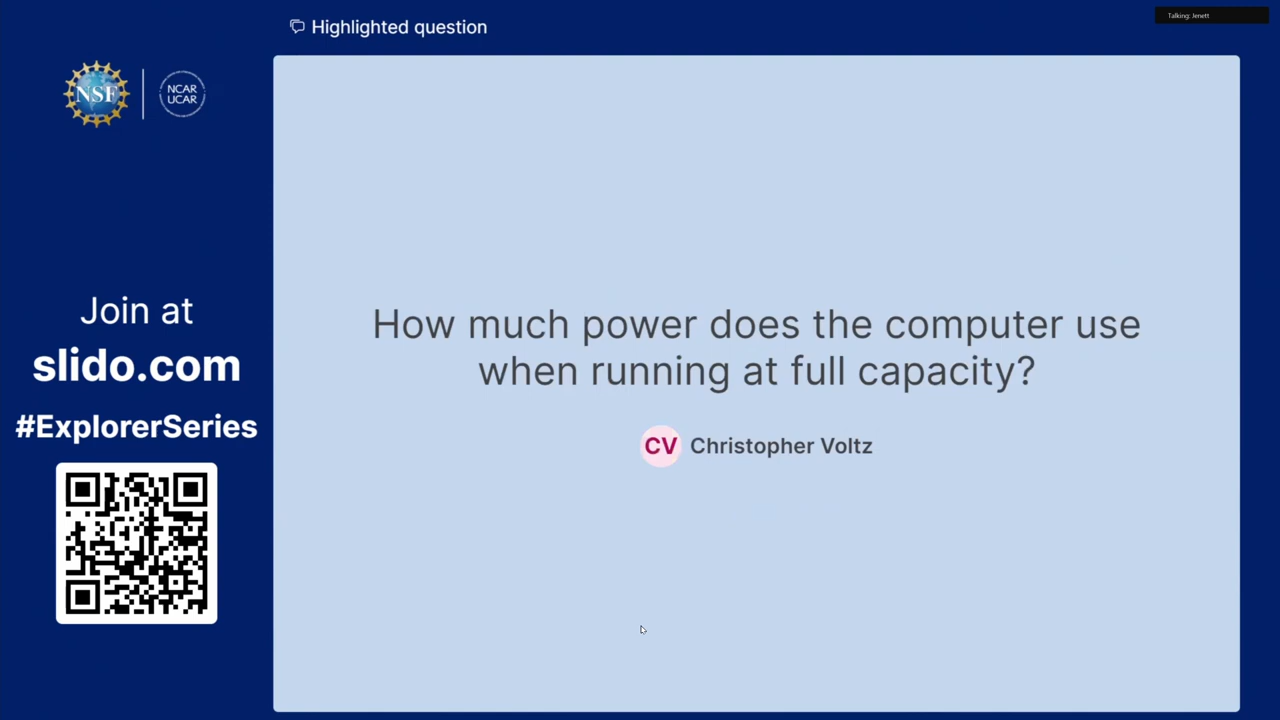 Highlighted question
Talking: Jenett
NSF
NCAR
UCAR
Join at
slido.com
#ExplorerSeries
How much power does the computer use
when running at full capacity?
CV Christopher Voltz